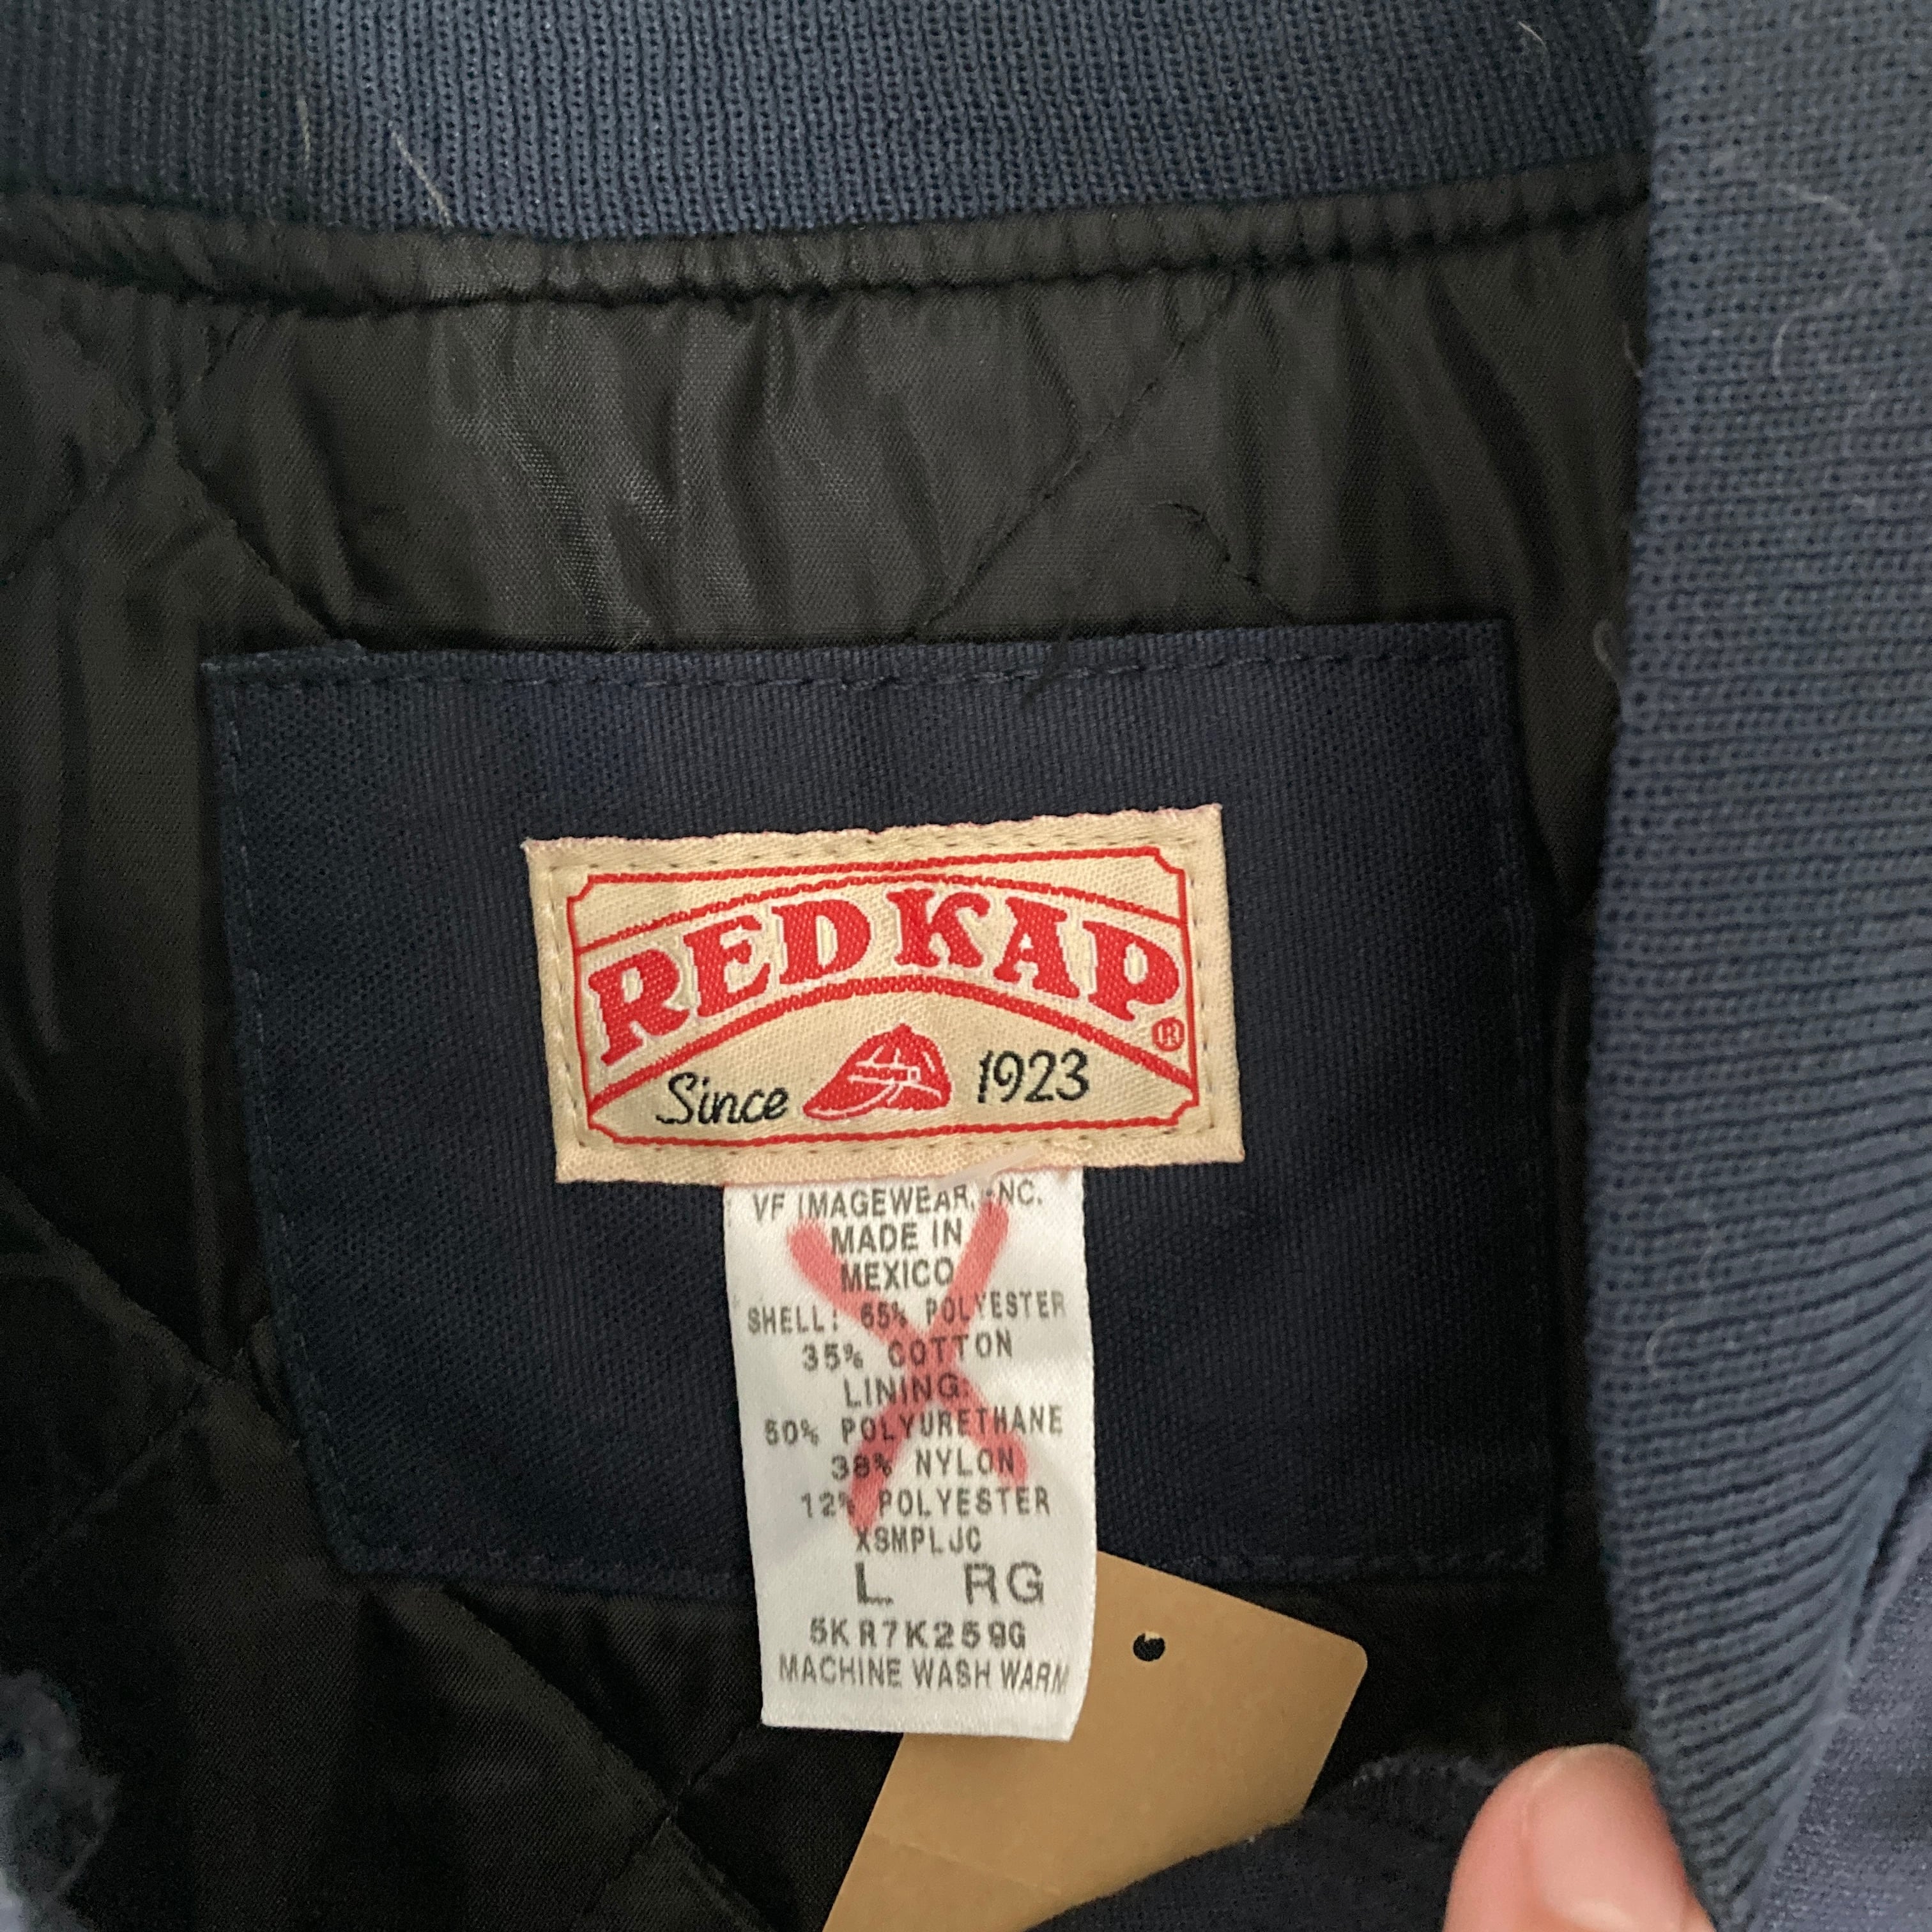 RED KAP®
Since 1923
VF IMAGEWEAR, INC.
MADE IN
MEXICO
SHELL: 65% POLYESTER
35% COTTON
LINING:
50% POLYURETHANE
38% NYLON
12% POLYESTER
XSMPLJC
L RG
5KR7K259G
MACHINE WASH WARM